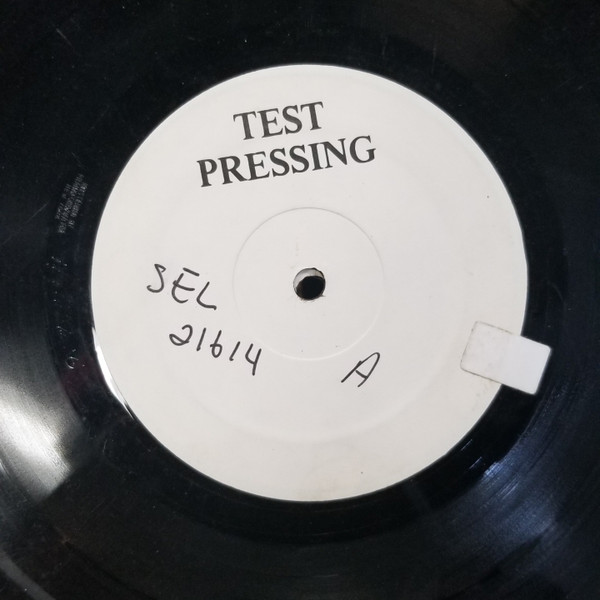 TEST
PRESSING
SEL
21614
A